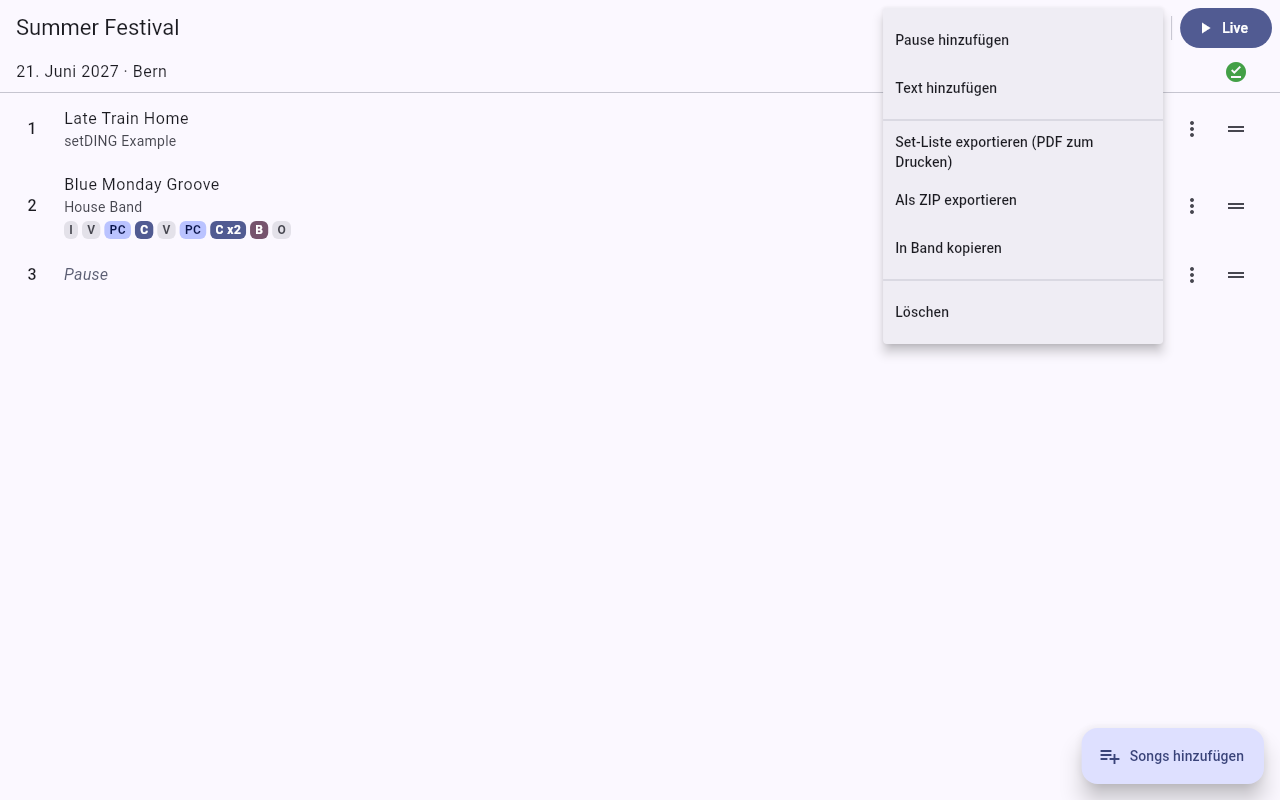 Summer Festival
Live
21. Juni 2027 · Bern
1
Late Train Home
setDING Example
2
Blue Monday Groove
House Band
I V PC C V PC C x2 B O
3
Pause
Pause hinzufügen
Text hinzufügen
Set-Liste exportieren (PDF zum
Drucken)
Als ZIP exportieren
In Band kopieren
Löschen
Songs hinzufügen